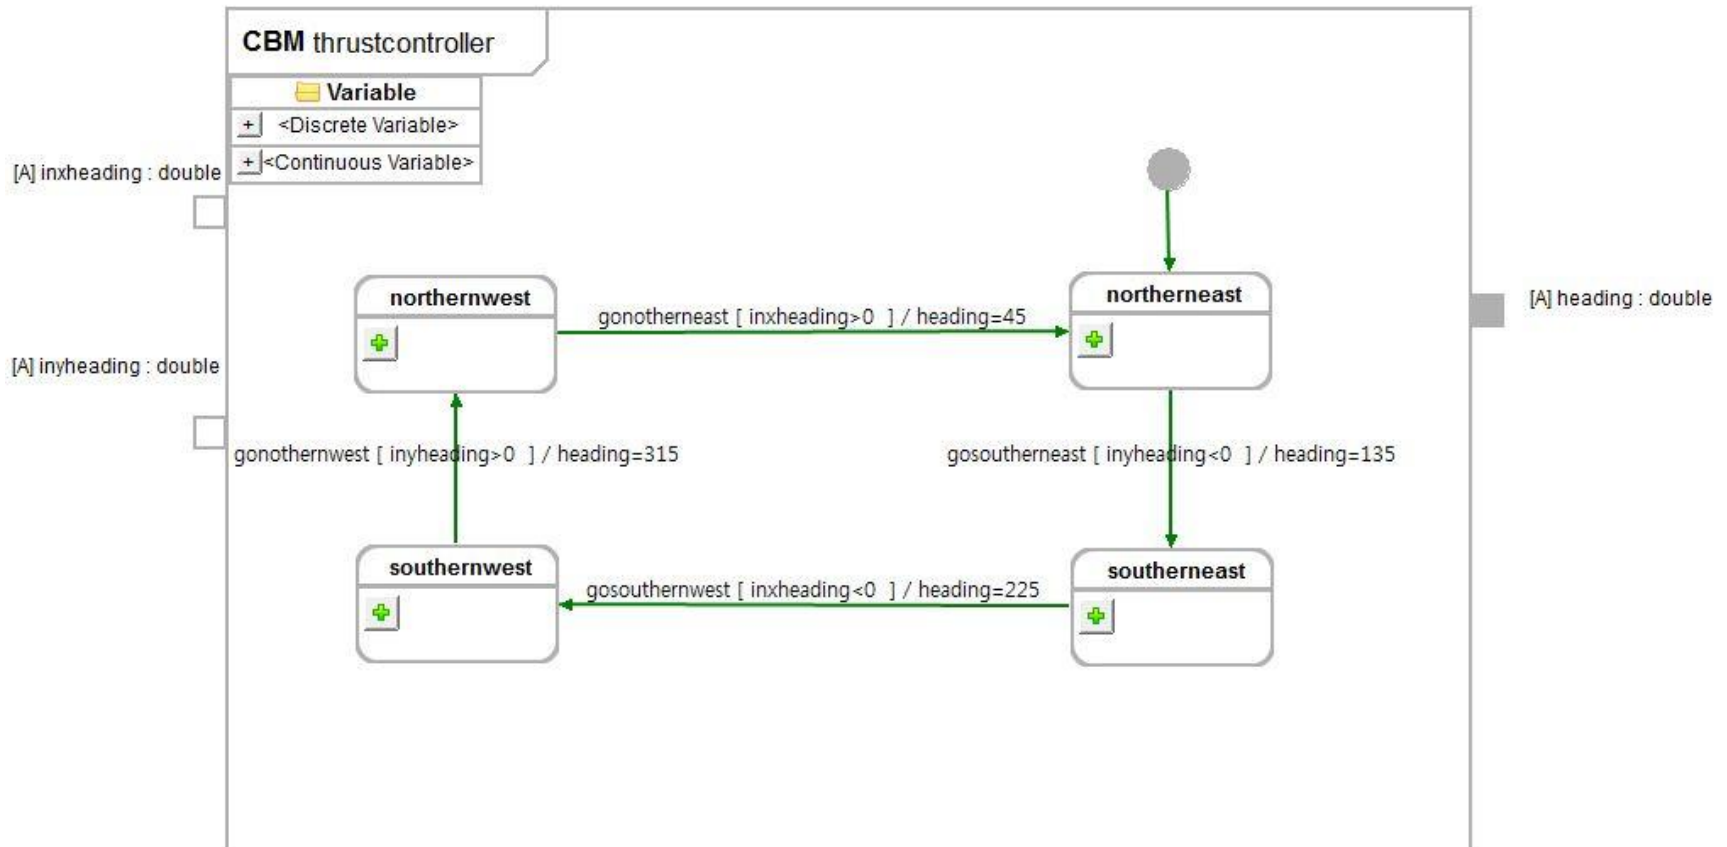 CBM thrustcontroller
Variable
+ <Discrete Variable>
+ <Continuous Variable>
[A] inxheading : double
northernwest
gonotherneast [ inxheading>0 ] / heading=45
northerneast
[A] heading : double
[A] inyheading : double
gonothernwest [ inyheading>0 ] / heading=315
gosoutherneast [ inyheading<0 ] / heading=135
southernwest
gosouthernwest [ inxheading<0 ] / heading=225
southerneast